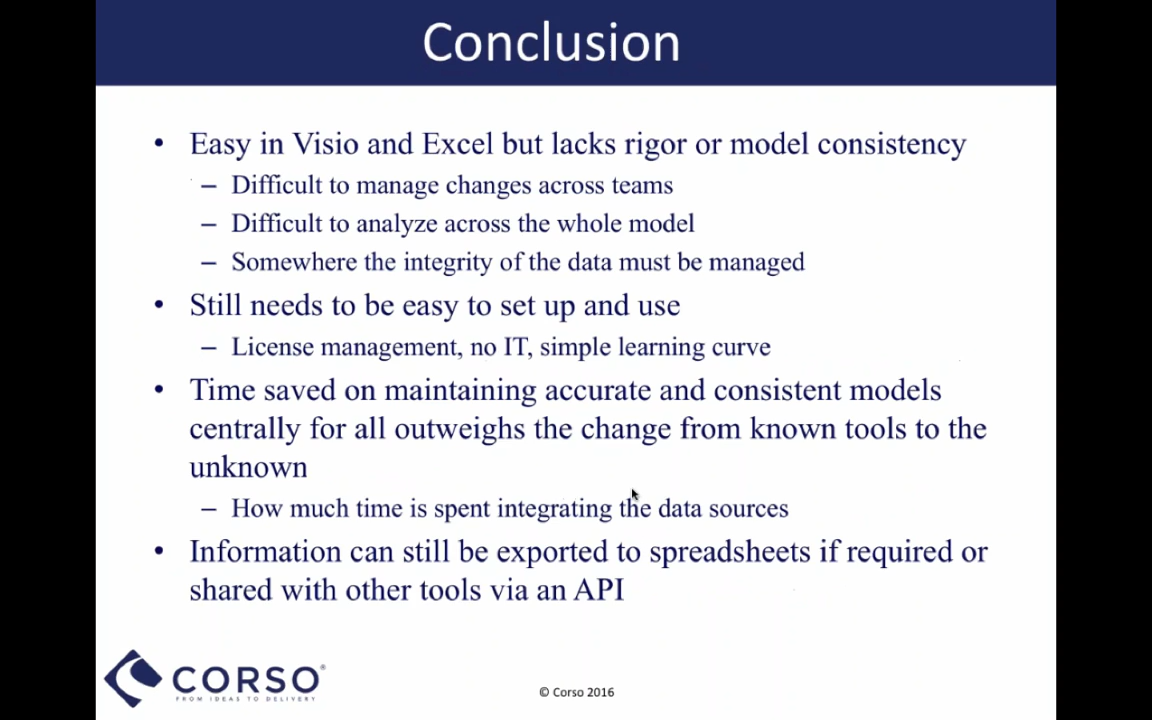 Conclusion
• Easy in Visio and Excel but lacks rigor or model consistency
– Difficult to manage changes across teams
– Difficult to analyze across the whole model
– Somewhere the integrity of the data must be managed
• Still needs to be easy to set up and use
– License management, no IT, simple learning curve
• Time saved on maintaining accurate and consistent models
centrally for all outweighs the change from known tools to the
unknown
– How much time is spent integrating the data sources
• Information can still be exported to spreadsheets if required or
shared with other tools via an API
CORSO®
FROM IDEAS TO DELIVERY
© Corso 2016